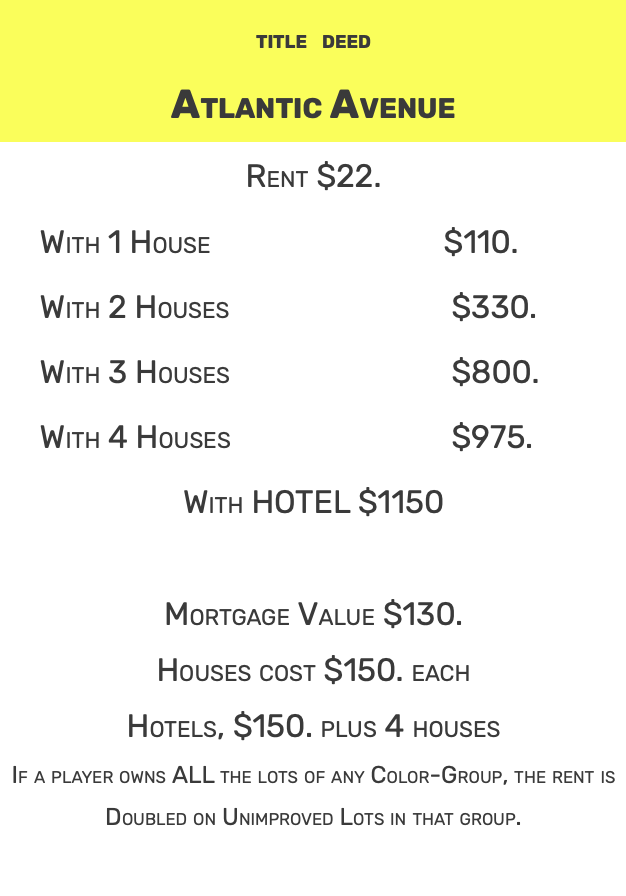 TITLE DEED
Atlantic Avenue
Rent $22.
With 1 House $110.
With 2 Houses $330.
With 3 Houses $800.
With 4 Houses $975.
With HOTEL $1150
Mortgage Value $130.
Houses cost $150. each
Hotels, $150. plus 4 houses
If a player owns ALL the lots of any Color-Group, the rent is
Doubled on Unimproved Lots in that group.